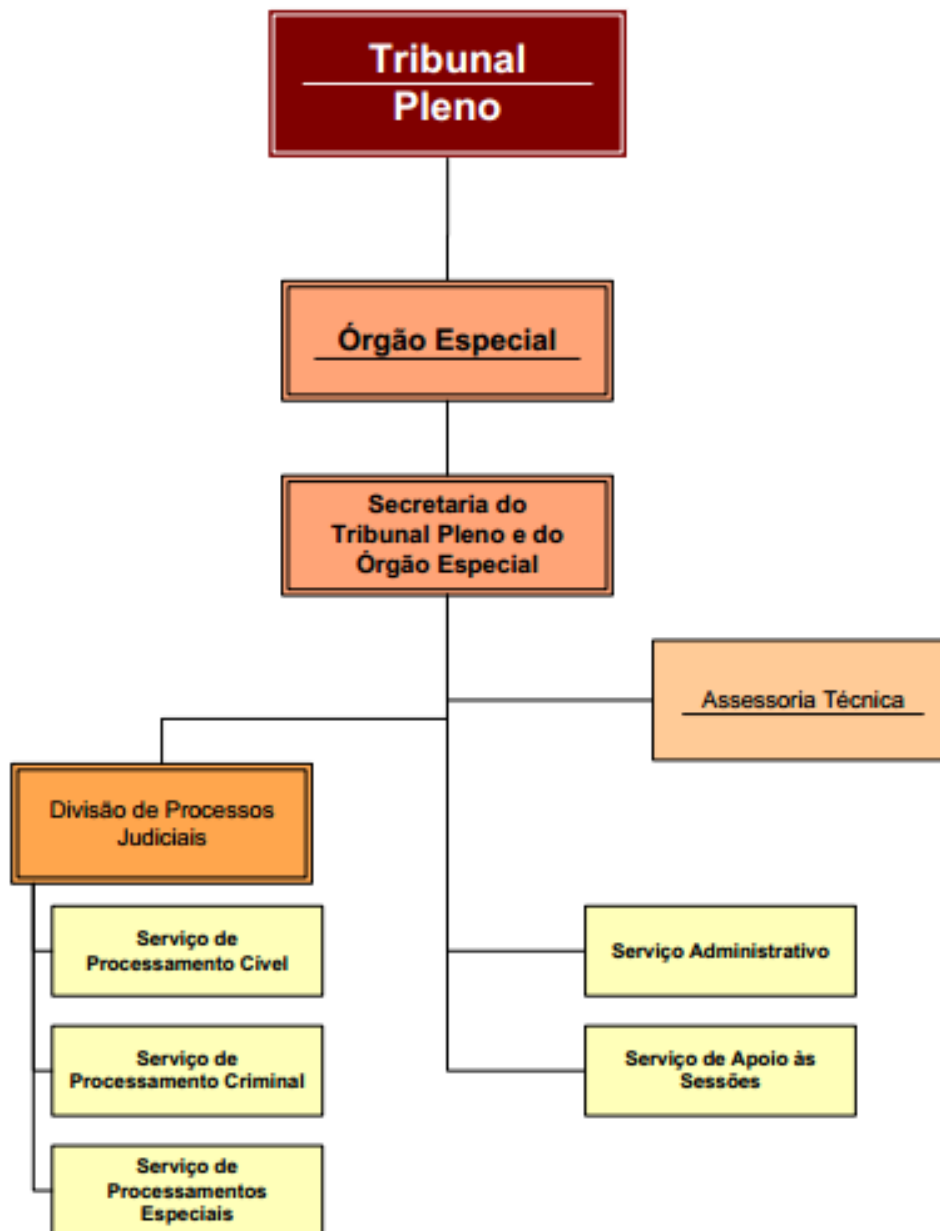 Tribunal
Pleno
Órgão Especial
Secretaria do
Tribunal Pleno e do
Órgão Especial
Assessoria Técnica
Divisão de Processos
Judiciais
Serviço de
Processamento Cível
Serviço Administrativo
Serviço de
Processamento Criminal
Serviço de Apoio às
Sessões
Serviço de
Processamentos
Especiais